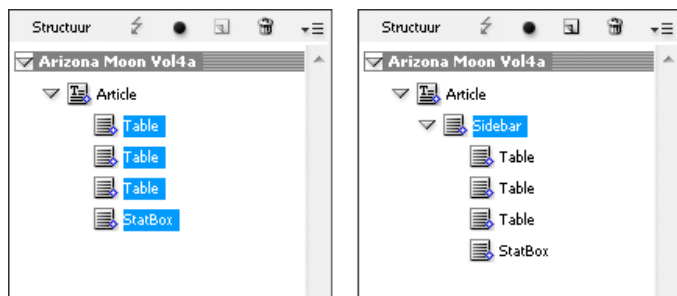 Structuur
Arizona Moon Vol4a
Article
Table
Table
Table
StatBox
Structuur
Arizona Moon Vol4a
Article
Sidebar
Table
Table
Table
StatBox